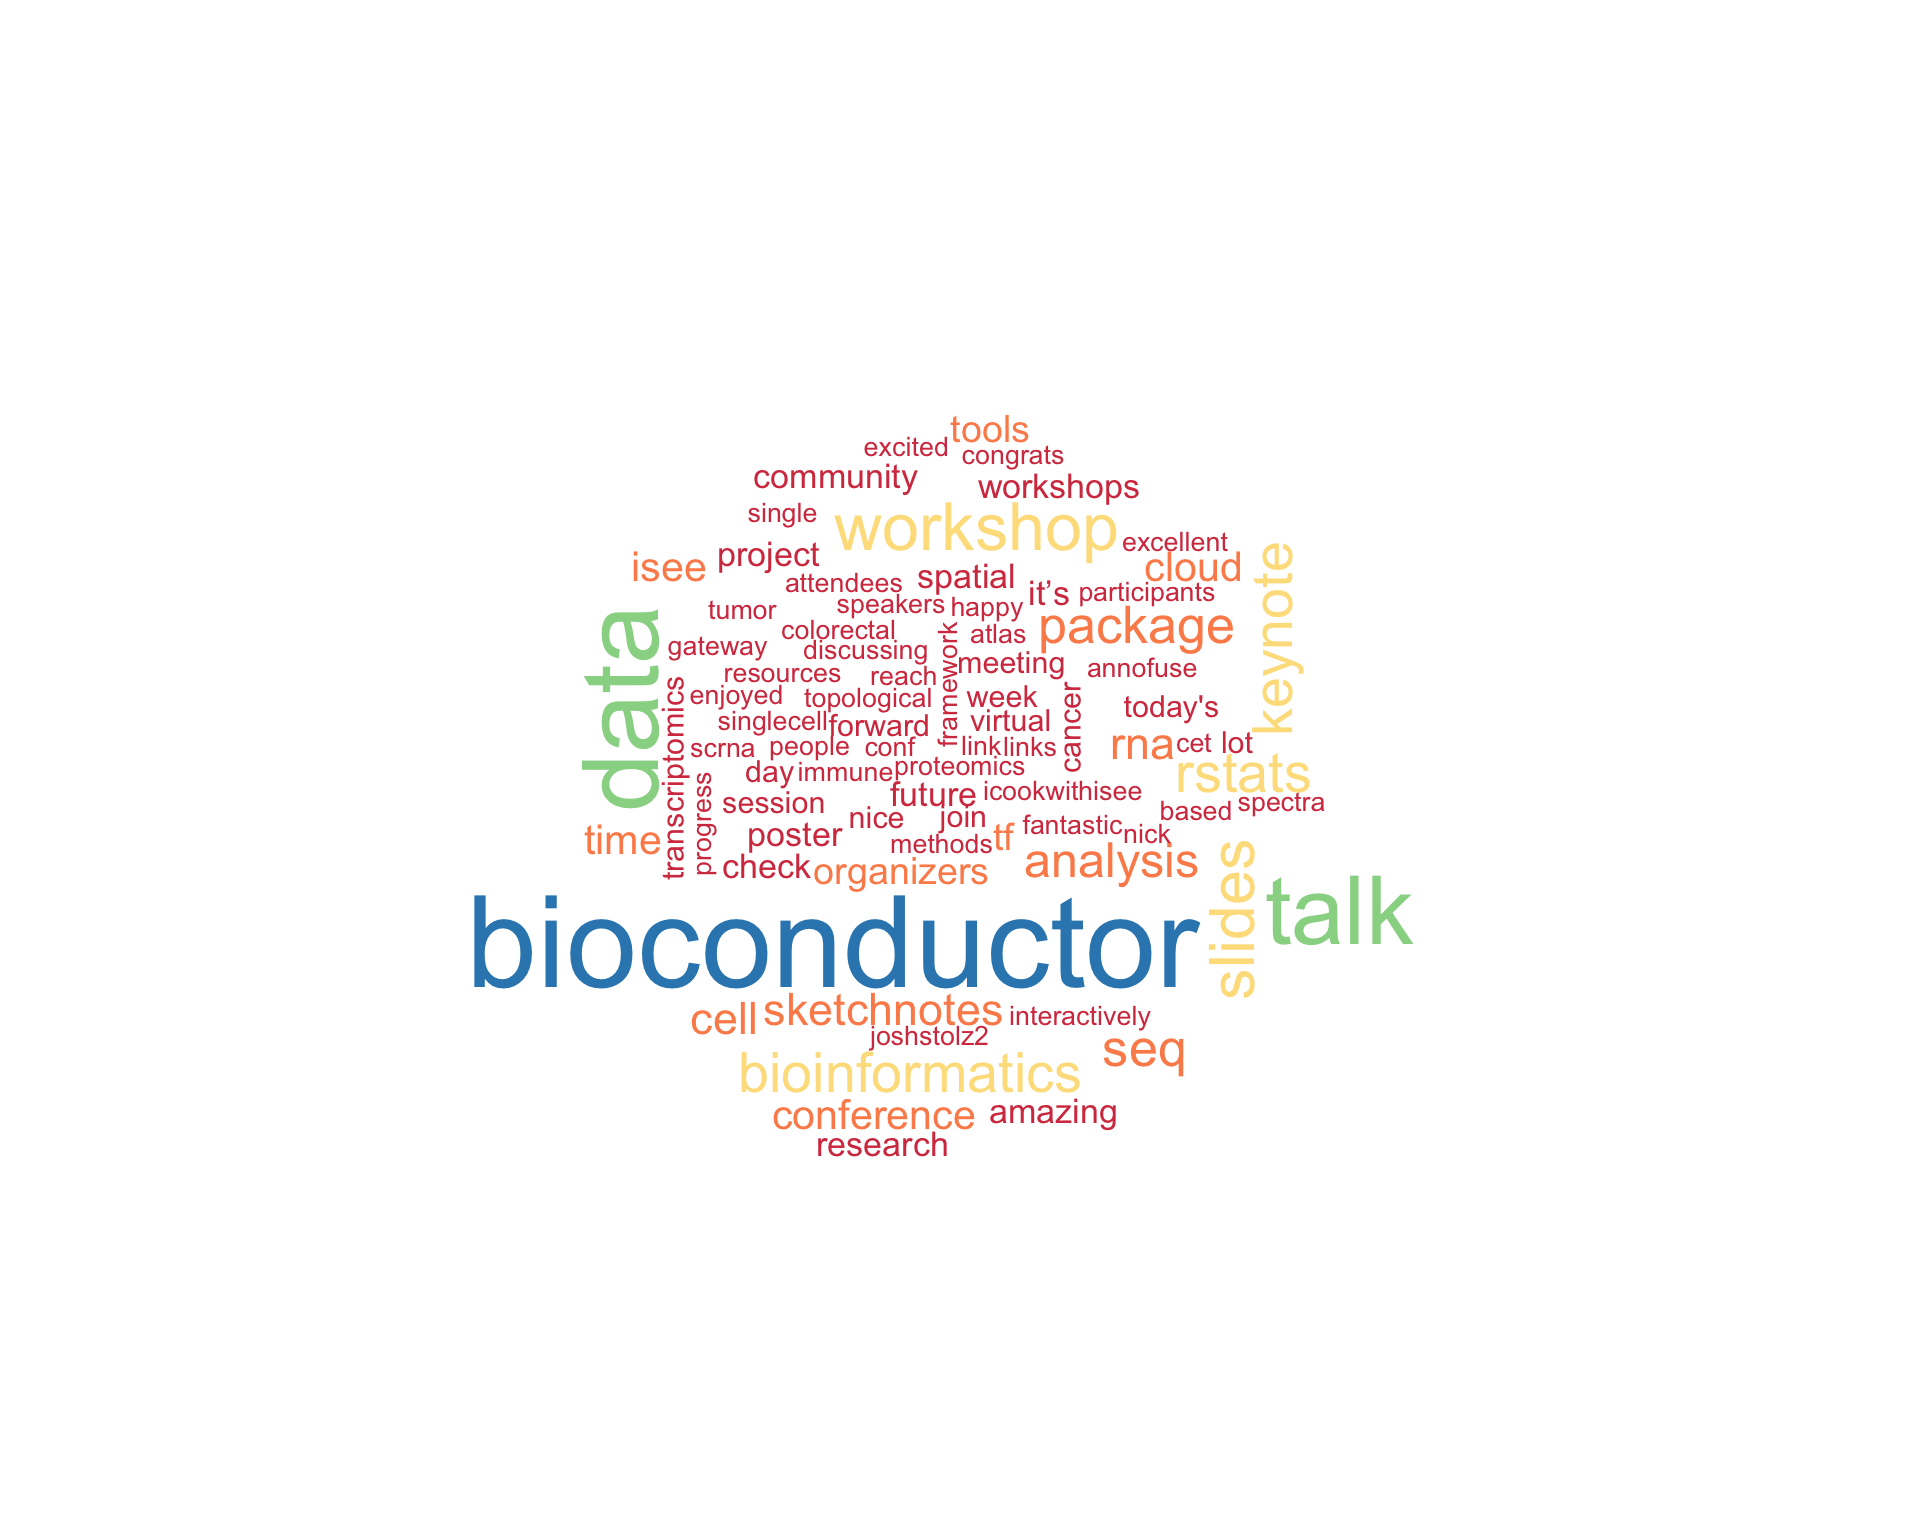 tools
excited
congrats
community
workshops
single
workshop
excellent
project
isee
cloud
keynote
attendees
spatial
it’s
participants
speakers
happy
tumor
data
package
colorectal
atlas
framework
gateway
discussing
meeting
annofuse
resources
reach
enjoyed
topological
week
cancer
today's
transcriptomics
singlecell
forward
virtual
rna
cet
lot
scrna
people
conf
link
links
rstats
day
immune
proteomics
progress
session
future
icookwithisee
based
spectra
time
poster
nice
join
tf
fantastic
nick
methods
check
organizers
analysis
slides
talk
bioconductor
cell
sketchnotes
interactively
joshstolz2
seq
bioinformatics
conference
amazing
research